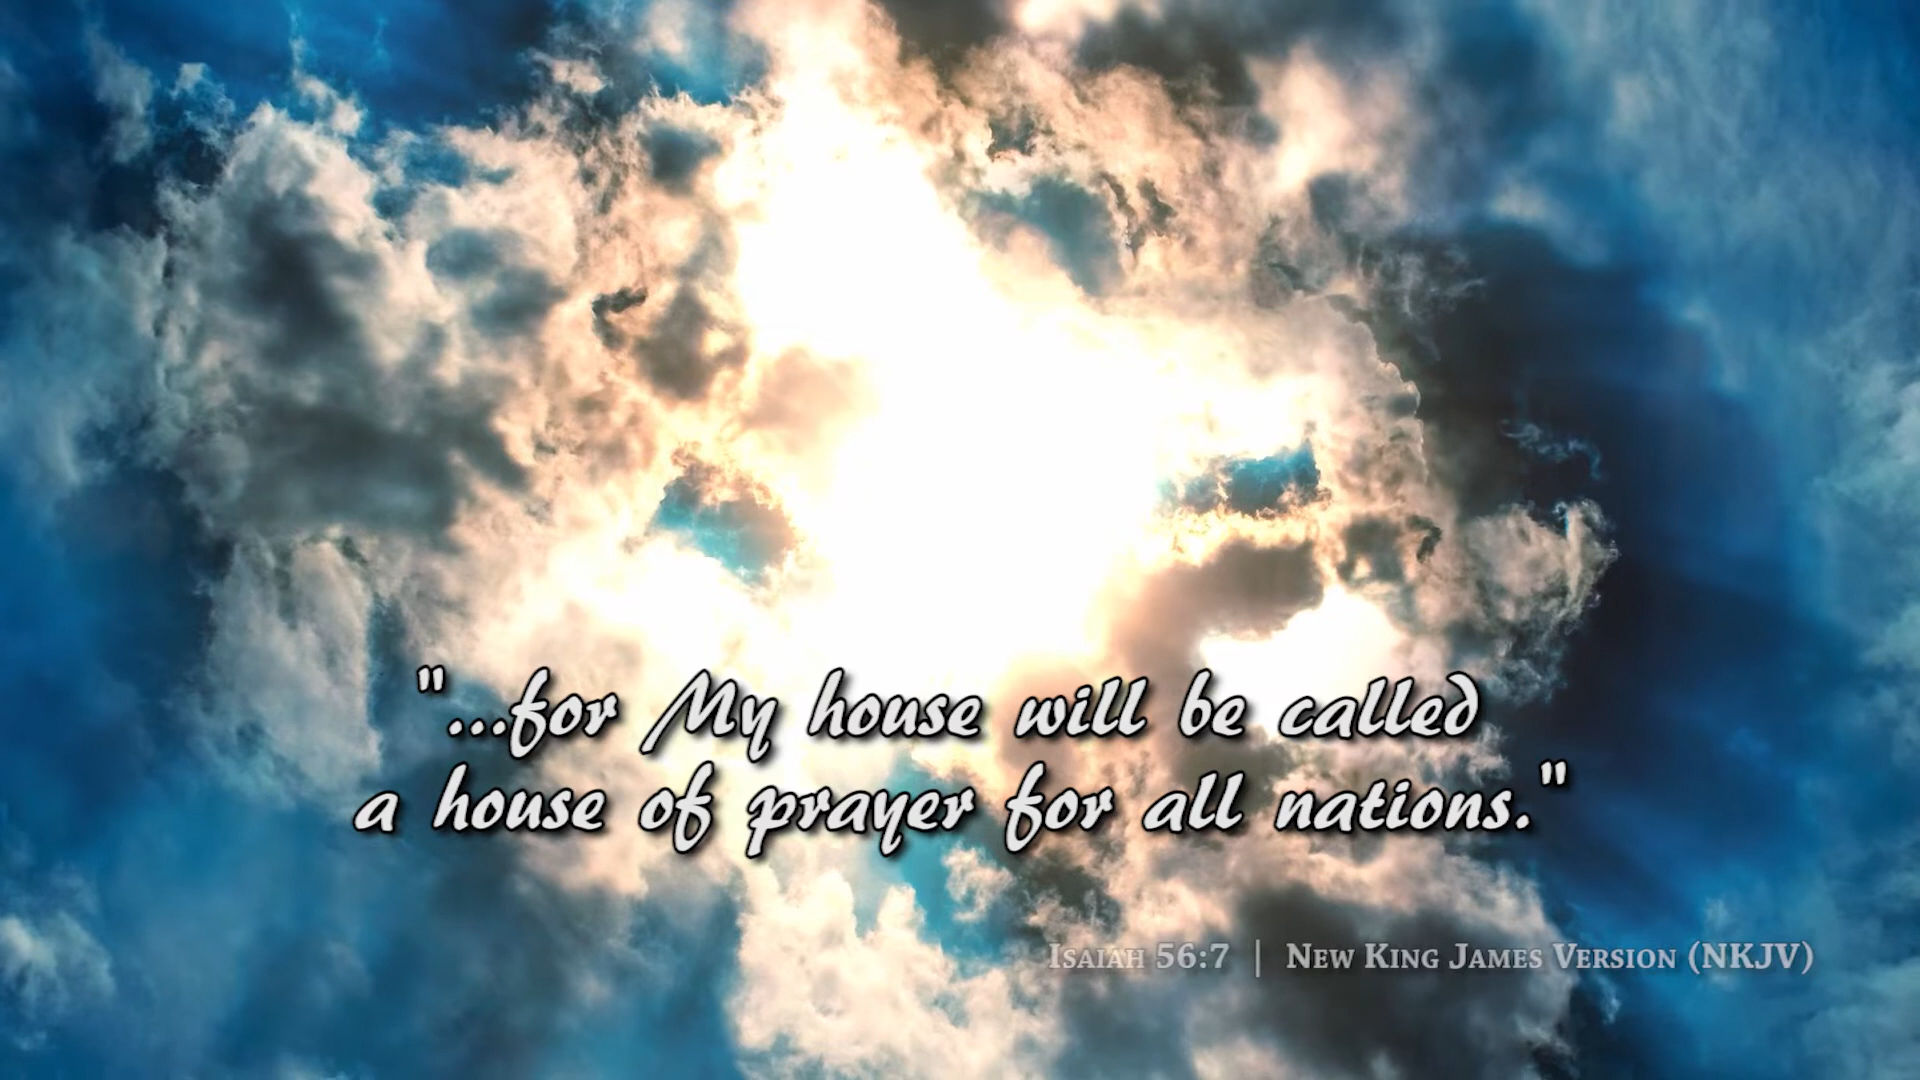 "...for My house will be called
a house of prayer for all nations."
Isaiah 56:7 | New King James Version (NKJV)